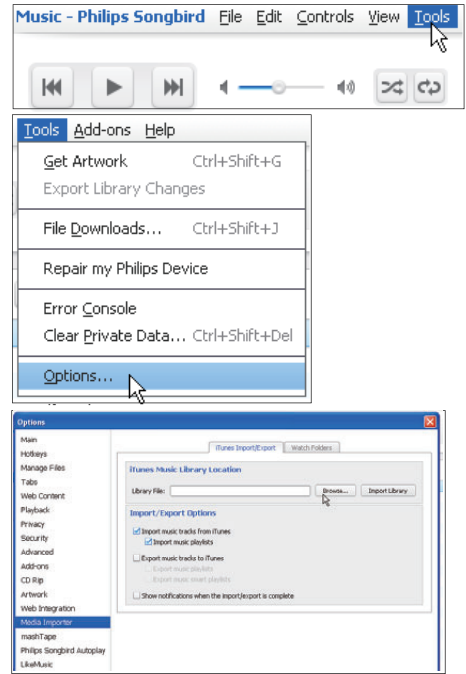 Music - Philips Songbird File Edit Controls View Tools
Tools Add-ons Help
Get Artwork Ctrl+Shift+G
Export Library Changes
File Downloads... Ctrl+Shift+J
Repair my Philips Device
Error Console
Clear Private Data... Ctrl+Shift+Del
Options...
Options
Main
Hotkeys
Manage Files
Tabs
Web Content
Playback
Privacy
Security
Advanced
Add-ons
CD Rip
Artwork
Web Integration
Media Importer
mashTape
Philips Songbird Autoplay
LikeMusic
iTunes Import/Export Watch Folders
iTunes Music Library Location
Library File: Browse... Import Library
Import/Export Options
Import music tracks from iTunes
Import music playlists
Export music tracks to iTunes
Export music playlists
Export music smart playlists
Show notifications when the import/export is complete